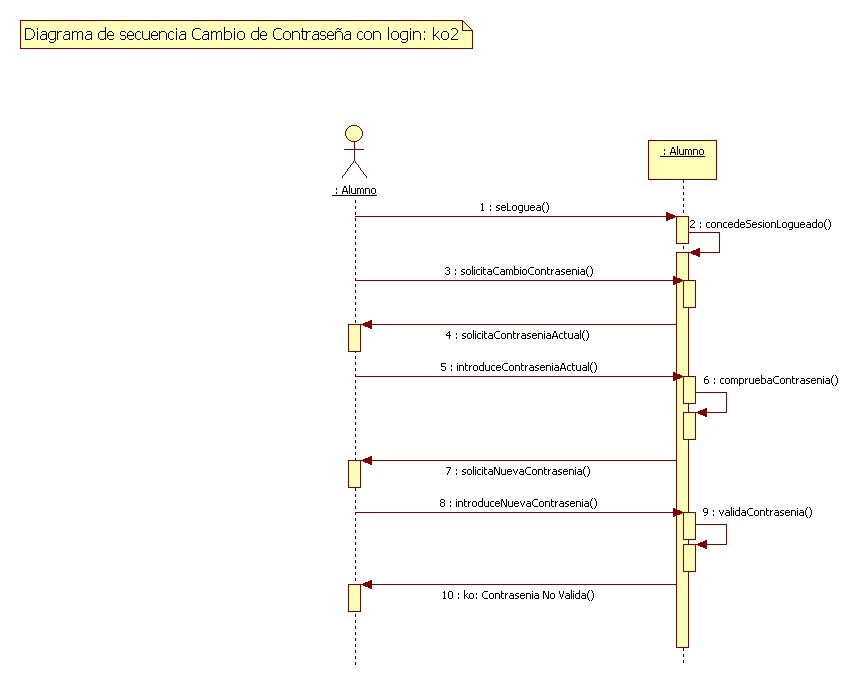 Diagrama de secuencia Cambio de Contraseña con login: ko2
: Alumno
: Alumno
1 : seLoguea()
2 : concedeSesionLogueado()
3 : solicitaCambioContrasenia()
4 : solicitaContraseniaActual()
5 : introduceContraseniaActual()
6 : compruebaContrasenia()
7 : solicitaNuevaContrasenia()
8 : introduceNuevaContrasenia()
9 : validaContrasenia()
10 : ko: Contrasenia No Valida()